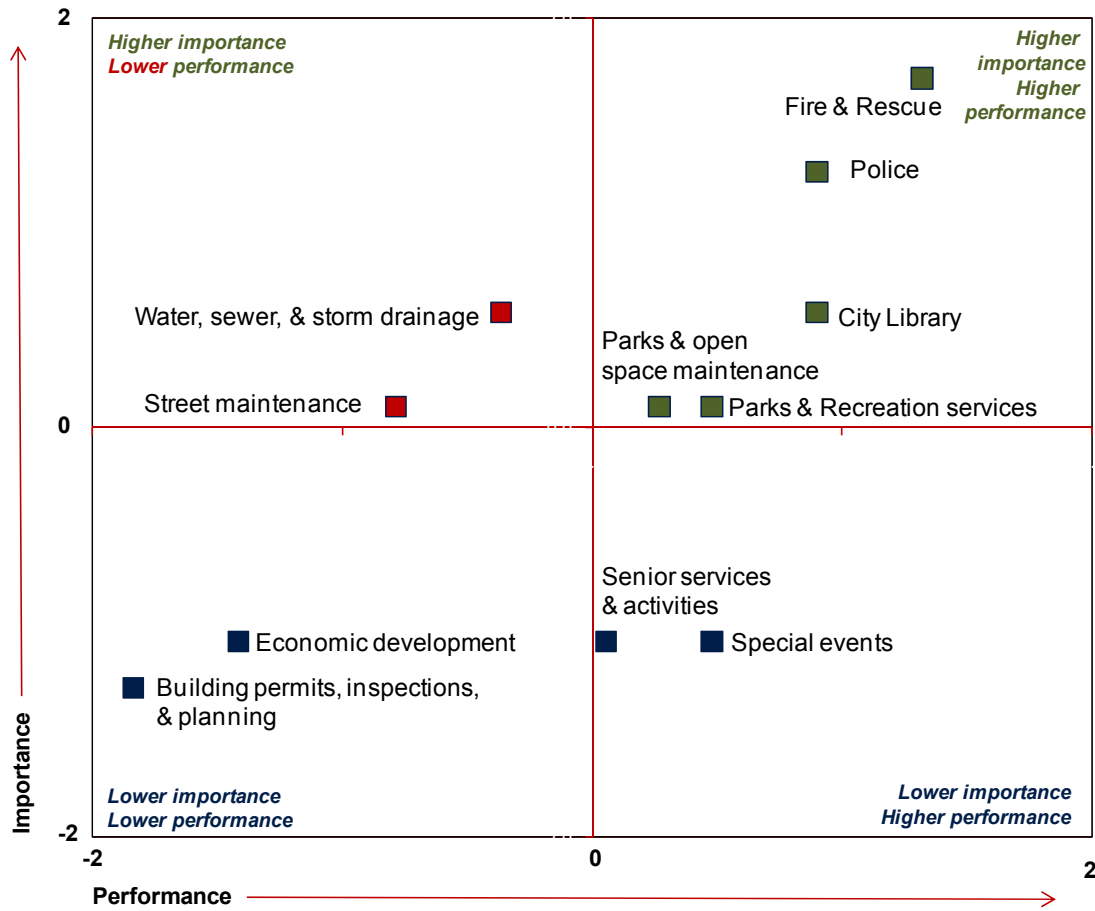 2
Higher importance
Lower performance
Higher
importance
Higher
performance
Fire & Rescue
Police
Water, sewer, & storm drainage
City Library
Parks & open
space maintenance
Street maintenance
Parks & Recreation services
0
Senior services
& activities
Economic development
Special events
Building permits, inspections,
& planning
Importance
Lower importance
Lower performance
Lower importance
Higher performance
-2
-2
0
2
Performance